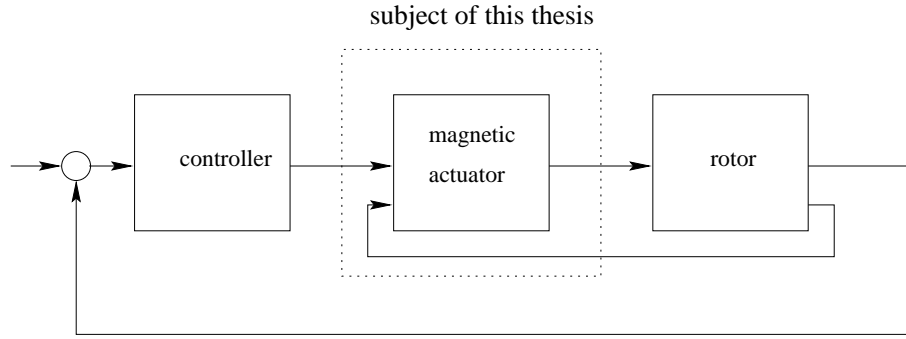 subject of this thesis
controller
magnetic
actuator
rotor